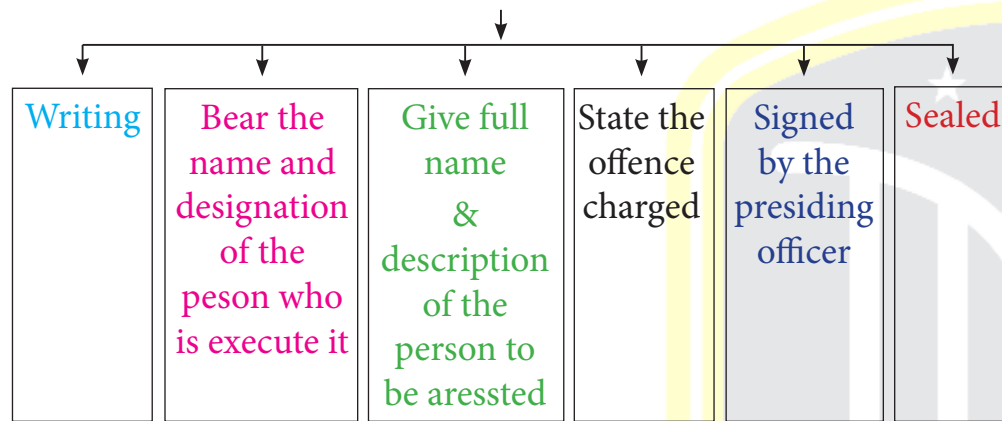 Writing
Bear the
name and
designation
of the
peson who
is execute it
Give full
name
&
description
of the
person to
be aressted
State the
offence
charged
Signed
by the
presiding
officer
Sealed